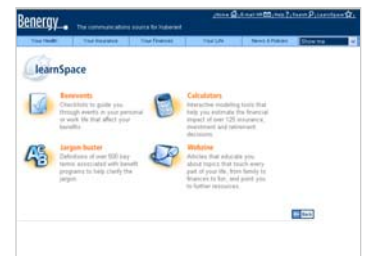 Benergy
The communications source for Hubernet
Home E-mail HR Help ? Search LearnSpace
Your Health Your Insurance Your Finances Your Life News & Policies Show me
learnSpace
Benevents
Checklists to guide you
through events in your personal
or work life that affect your
benefits.
Calculators
Interactive modeling tools that
help you estimate the financial
impact of over 125 insurance,
investment and retirement
decisions.
Jargon buster
Definitions of over 500 key
terms associated with benefit
programs to help clarify the
jargon.
Webzine
Articles that educate you
about topics that touch every
part of your life, from family to
finances to fun, and point you
to further resources.
Back